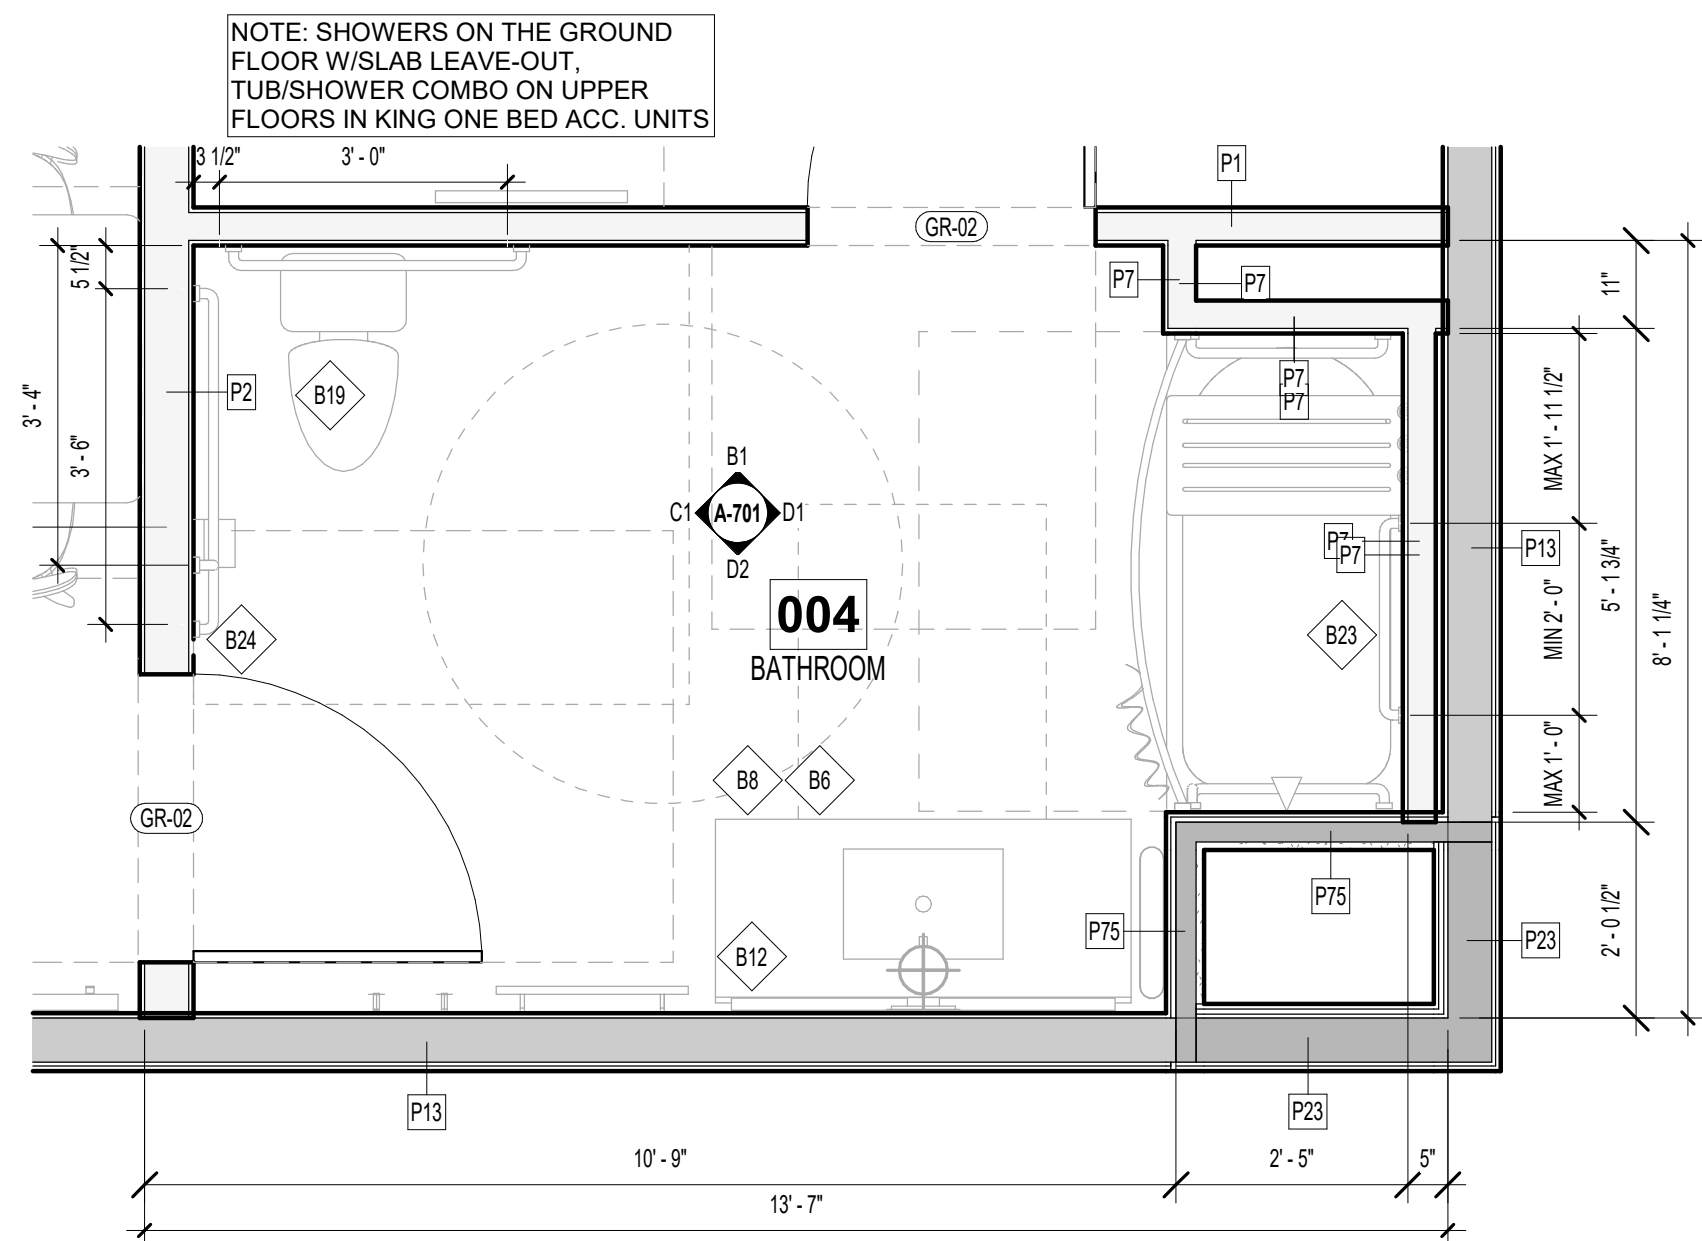 NOTE: SHOWERS ON THE GROUND
FLOOR W/SLAB LEAVE-OUT,
TUB/SHOWER COMBO ON UPPER
FLOORS IN KING ONE BED ACC. UNITS
3 1/2"
3' - 0"
P1
GR-02
5 1/2"
P7
P7
11"
3' - 4"
P2
B19
P7
P7
MAX 1' - 11 1/2"
3' - 6"
B1
C1
A-701
D1
D2
P7
P7
P13
5' - 1 3/4"
004
BATHROOM
B24
B23
MIN 2' - 0"
8' - 1 1/4"
B8
B6
MAX 1' - 0"
GR-02
P75
P75
B12
P23
2' - 0 1/2"
P13
P23
10' - 9"
2' - 5"
5"
13' - 7"